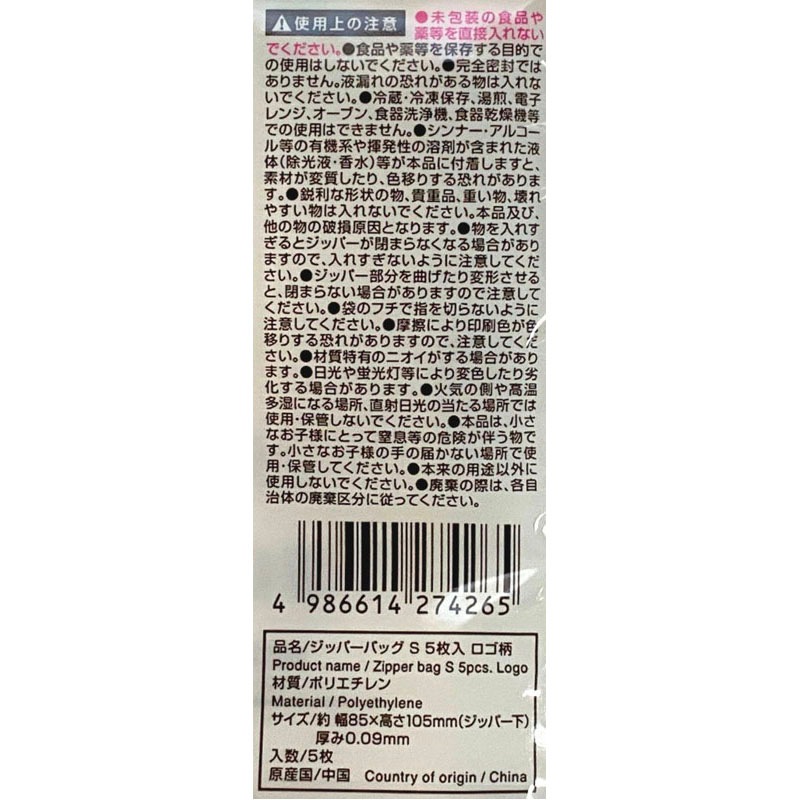 ⚠使用上の注意 ●未包装の食品や
薬等を直接入れない
でください。●食品や薬等を保存する目的で
の使用はしないでください。●完全密封では
ありません。液漏れの恐れがある物は入れな
いでください。●冷蔵・冷凍保存、湯煎、電子
レンジ、オーブン、食器洗浄機、食器乾燥機等
での使用はできません。●シンナー・アルコー
ル等の有機系や揮発性の溶剤が含まれた液
体(除光液・香水)等が本品に付着しますと、
素材が変質したり、色移りする恐れがありま
す。●鋭利な形状の物、貴重品、重い物、壊れ
やすい物は入れないでください。本品及び、
他の物の破損原因となります。●物を入れす
ぎるとジッパーが閉まらなくなる場合があり
ますので、入れすぎないように注意してくだ
さい。●ジッパー部分を曲げたり変形させる
と、閉まらない場合がありますので注意して
ください。●袋のフチで指を切らないように
注意してください。●摩擦により印刷色が色
移りする恐れがありますので、注意してくだ
さい。●材質特有のニオイがする場合があり
ます。●日光や蛍光灯等により変色したり劣
化する場合があります。●火気の側や高温
多湿になる場所、直射日光の当たる場所では
使用・保管しないでください。●本品は、小さ
なお子様にとって窒息等の危険が伴う物で
す。小さなお子様の手の届かない場所で使
用・保管してください。●本来の用途以外に
使用しないでください。●廃棄の際は、各自
治体の廃棄区分に従ってください。
4 986614 274265
品名/ジッパーバッグ S 5枚入 ロゴ柄
Product name / Zipper bag S 5pcs. Logo
材質/ポリエチレン
Material / Polyethylene
サイズ/約 幅85×高さ105mm(ジッパー下)
厚み0.09mm
入数/5枚
原産国/中国 Country of origin / China